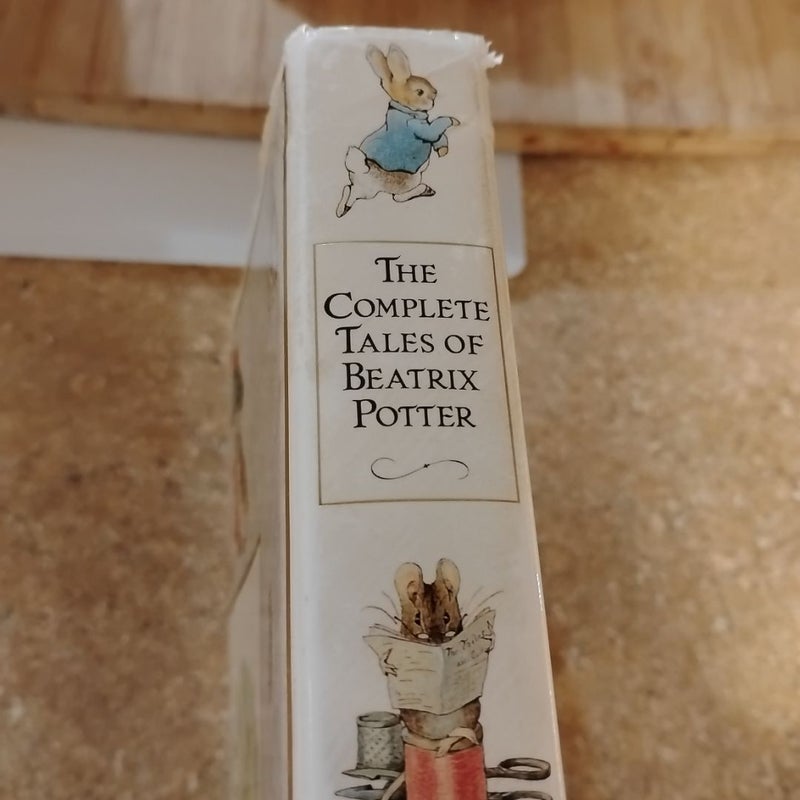 THE
COMPLETE
TALES OF
BEATRIX
POTTER